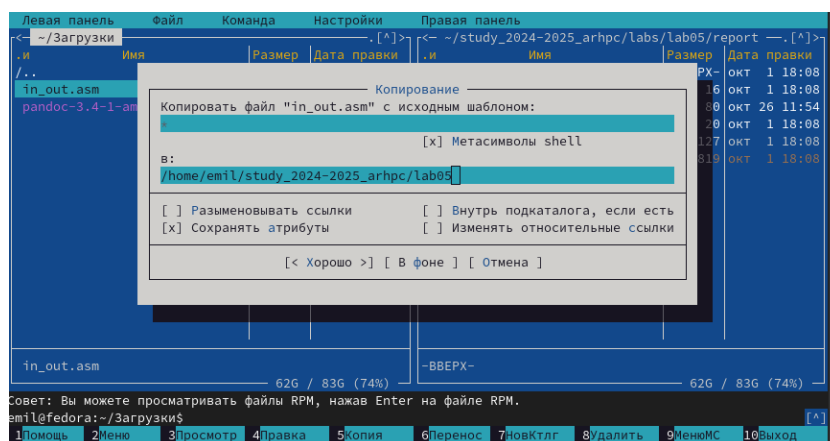 Левая панель Файл Команда Настройки Правая панель
<— ~/Загрузки —.[^]> <— ~/study_2024-2025_arhpc/labs/lab05/report —.[^]>
.и Имя Размер Дата правки .и Имя Размер Дата правки
/.. окт 1 18:08
in_out.asm 16 окт 1 18:08
pandoc-3.4-1-am 80 окт 26 11:54
20 окт 1 18:08
127 окт 1 18:08
819 окт 1 18:08
Копирование
Копировать файл "in_out.asm" с исходным шаблоном:
*
[x] Метасимволы shell
в:
/home/emil/study_2024-2025_arhpc/lab05
[ ] Разыменовывать ссылки [ ] Внутрь подкаталога, если есть
[x] Сохранять атрибуты [ ] Изменять относительные ссылки
[< Хорошо >] [ В фоне ] [ Отмена ]
in_out.asm -ВВЕРХ-
62G / 83G (74%) 62G / 83G (74%)
Совет: Вы можете просматривать файлы RPM, нажав Enter на файле RPM.
emil@fedora:~/Загрузки$ [^]
1Помощь 2Меню 3Просмотр 4Правка 5Копия 6Перенос 7НовКтлг 8Удалить 9МенюMC 10Выход